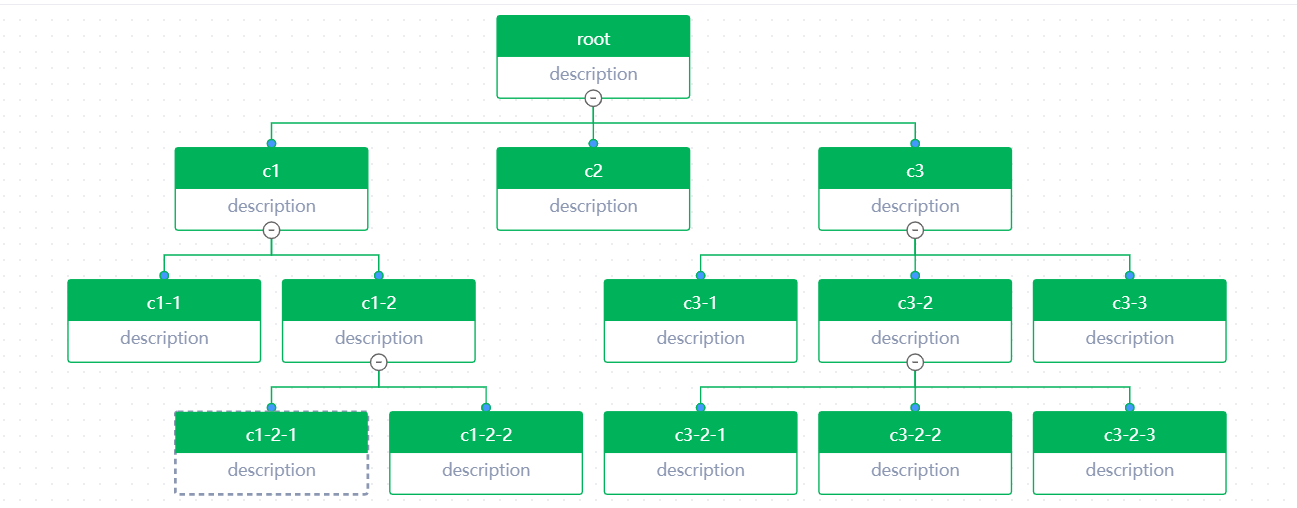 root
description
c1
c2
c3
description
description
description
c1-1
c1-2
c3-1
c3-2
c3-3
description
description
description
description
description
c1-2-1
c1-2-2
c3-2-1
c3-2-2
c3-2-3
description
description
description
description
description